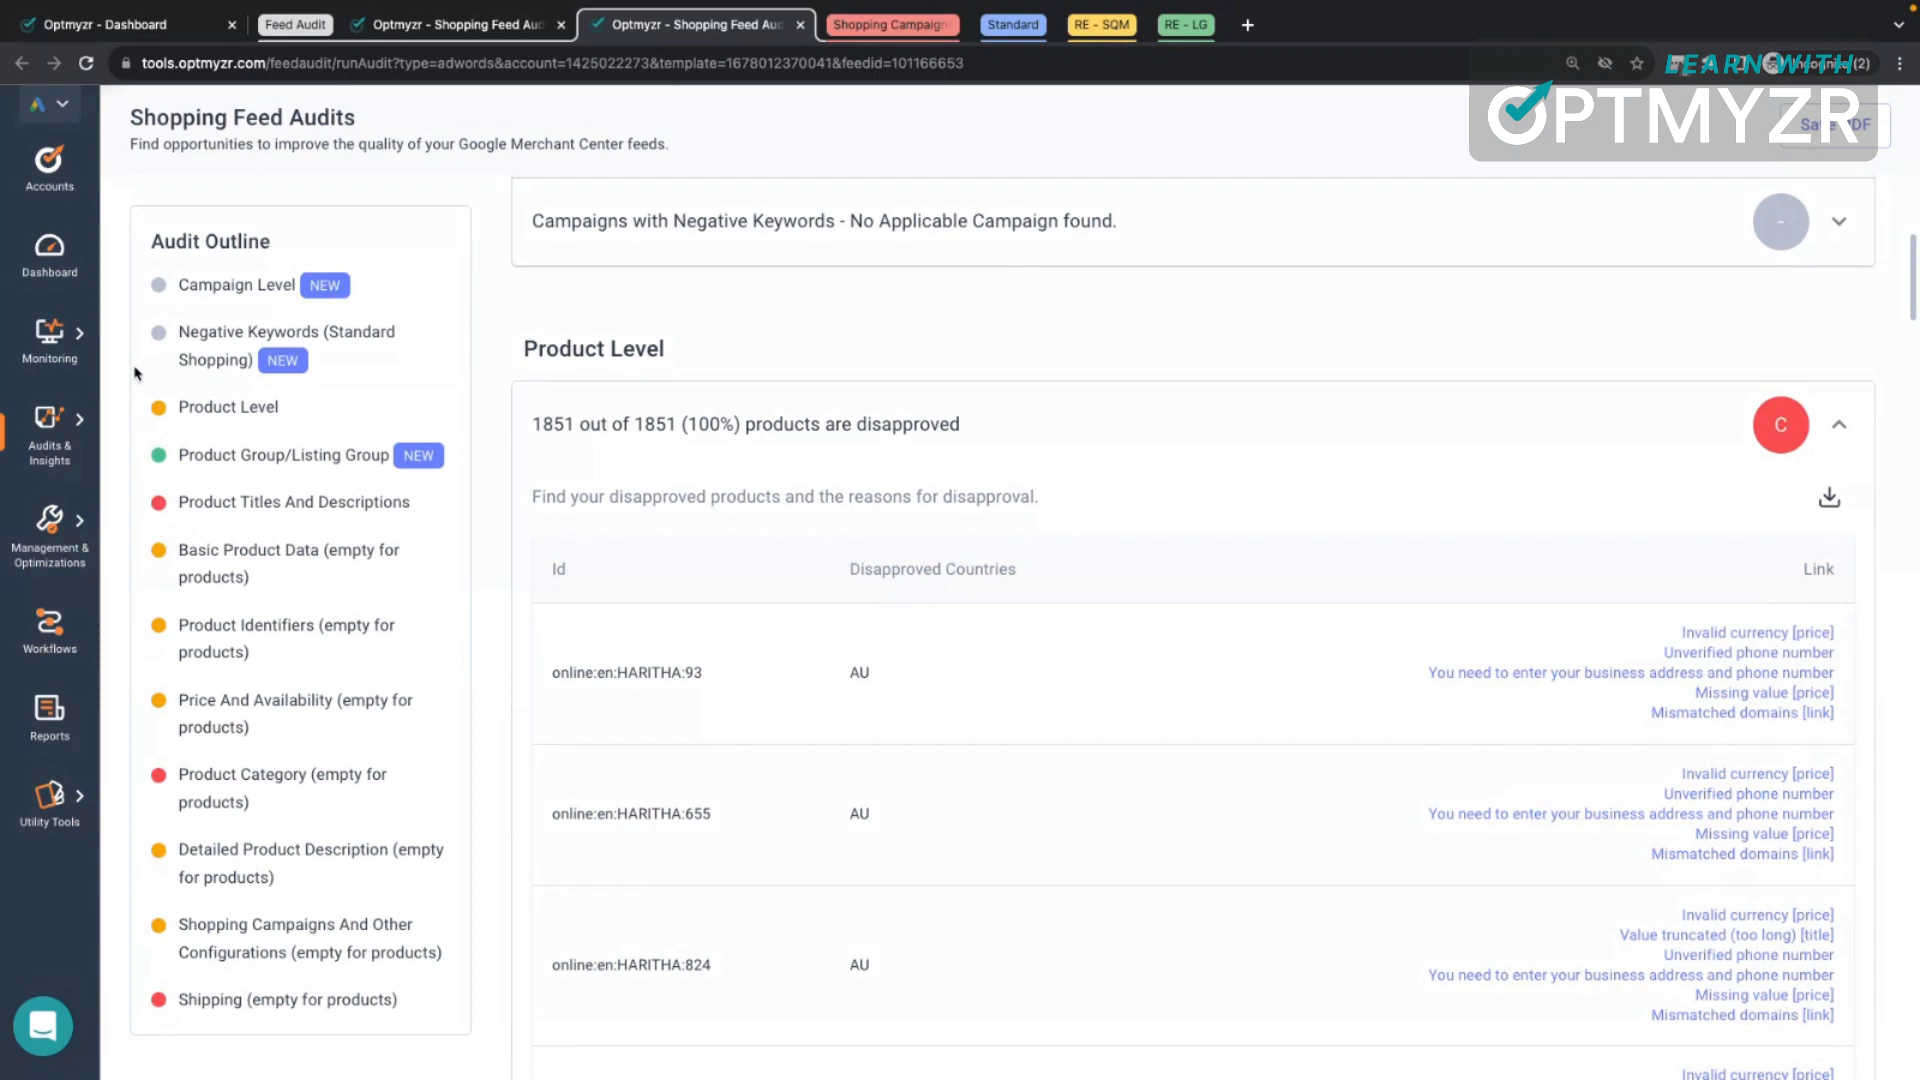 Optmyzr - Dashboard
Feed Audit
Optmyzr - Shopping Feed Au
Optmyzr - Shopping Feed Au
Shopping Campaign
Standard
RE - SQM
RE - LG
tools.optmyzr.com/feedaudit/runAudit?type=adwords&account=1425022273&template=1678012370041&feedid=101166653
LEARN WITH
(2)
OPTMYZR
Accounts
Dashboard
Monitoring
Audits &
Insights
Management &
Optimizations
Workflows
Reports
Utility Tools
Shopping Feed Audits
Find opportunities to improve the quality of your Google Merchant Center feeds.
Audit Outline
Campaign Level NEW
Negative Keywords (Standard
Shopping) NEW
Product Level
Product Group/Listing Group NEW
Product Titles And Descriptions
Basic Product Data (empty for
products)
Product Identifiers (empty for
products)
Price And Availability (empty for
products)
Product Category (empty for
products)
Detailed Product Description (empty
for products)
Shopping Campaigns And Other
Configurations (empty for products)
Shipping (empty for products)
Campaigns with Negative Keywords - No Applicable Campaign found.
-
Product Level
1851 out of 1851 (100%) products are disapproved
C
Find your disapproved products and the reasons for disapproval.
Id Disapproved Countries Link
online:en:HARITHA:93 AU
Invalid currency [price]
Unverified phone number
You need to enter your business address and phone number
Missing value [price]
Mismatched domains [link]
online:en:HARITHA:655 AU
Invalid currency [price]
Unverified phone number
You need to enter your business address and phone number
Missing value [price]
Mismatched domains [link]
online:en:HARITHA:824 AU
Invalid currency [price]
Value truncated (too long) [title]
Unverified phone number
You need to enter your business address and phone number
Missing value [price]
Mismatched domains [link]
Invalid currency [price]